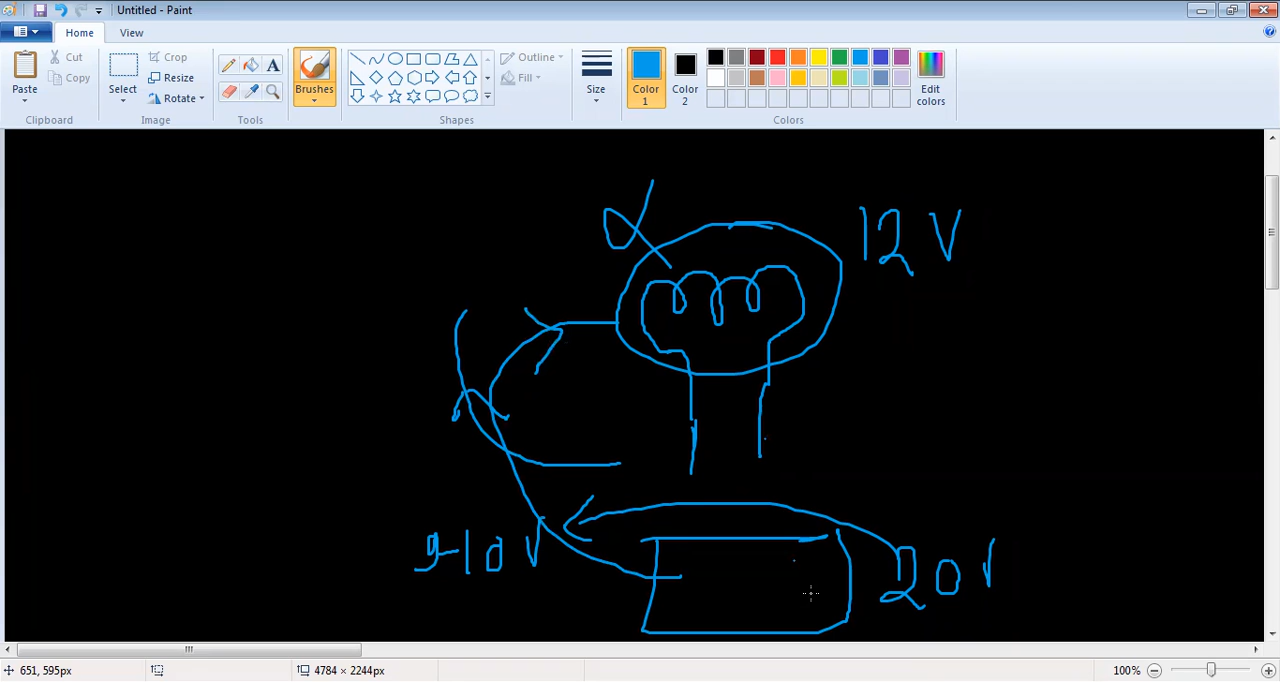 Untitled - Paint
Home
View
Paste
Cut
Copy
Clipboard
Select
Crop
Resize
Rotate
Image
A
Tools
Brushes
Outline
Fill
Shapes
Size
Color 1
Color 2
Edit colors
Colors
12 V
9-10 V
20 V
651, 595px
4784 × 2244px
100%